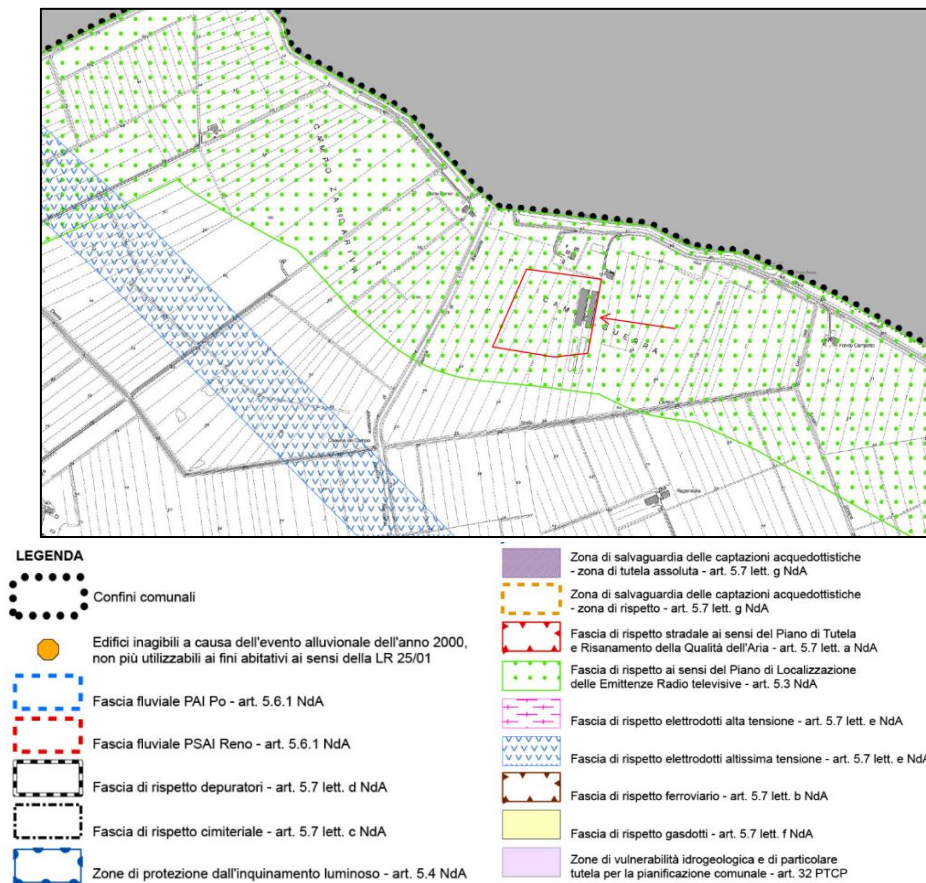 CAMPO ZANARIVA
GUERRA
LEGENDA
Confini comunali
Edifici inagibili a causa dell'evento alluvionale dell'anno 2000,
non più utilizzabili ai fini abitativi ai sensi della LR 25/01
Fascia fluviale PAI Po - art. 5.6.1 NdA
Fascia fluviale PSAI Reno - art. 5.6.1 NdA
Fascia di rispetto depuratori - art. 5.7 lett. d NdA
Fascia di rispetto cimiteriale - art. 5.7 lett. c NdA
Zone di protezione dall'inquinamento luminoso - art. 5.4 NdA
Zona di salvaguardia delle captazioni acquedottistiche
- zona di tutela assoluta - art. 5.7 lett. g NdA
Zona di salvaguardia delle captazioni acquedottistiche
- zona di rispetto - art. 5.7 lett. g NdA
Fascia di rispetto stradale ai sensi del Piano di Tutela
e Risanamento della Qualità dell'Aria - art. 5.7 lett. a NdA
Fascia di rispetto ai sensi del Piano di Localizzazione
delle Emittenze Radio televisive - art. 5.3 NdA
Fascia di rispetto elettrodotti alta tensione - art. 5.7 lett. e NdA
Fascia di rispetto elettrodotti altissima tensione - art. 5.7 lett. e NdA
Fascia di rispetto ferroviario - art. 5.7 lett. b NdA
Fascia di rispetto gasdotti - art. 5.7 lett. f NdA
Zone di vulnerabilità idrogeologica e di particolare
tutela per la pianificazione comunale - art. 32 PTCP